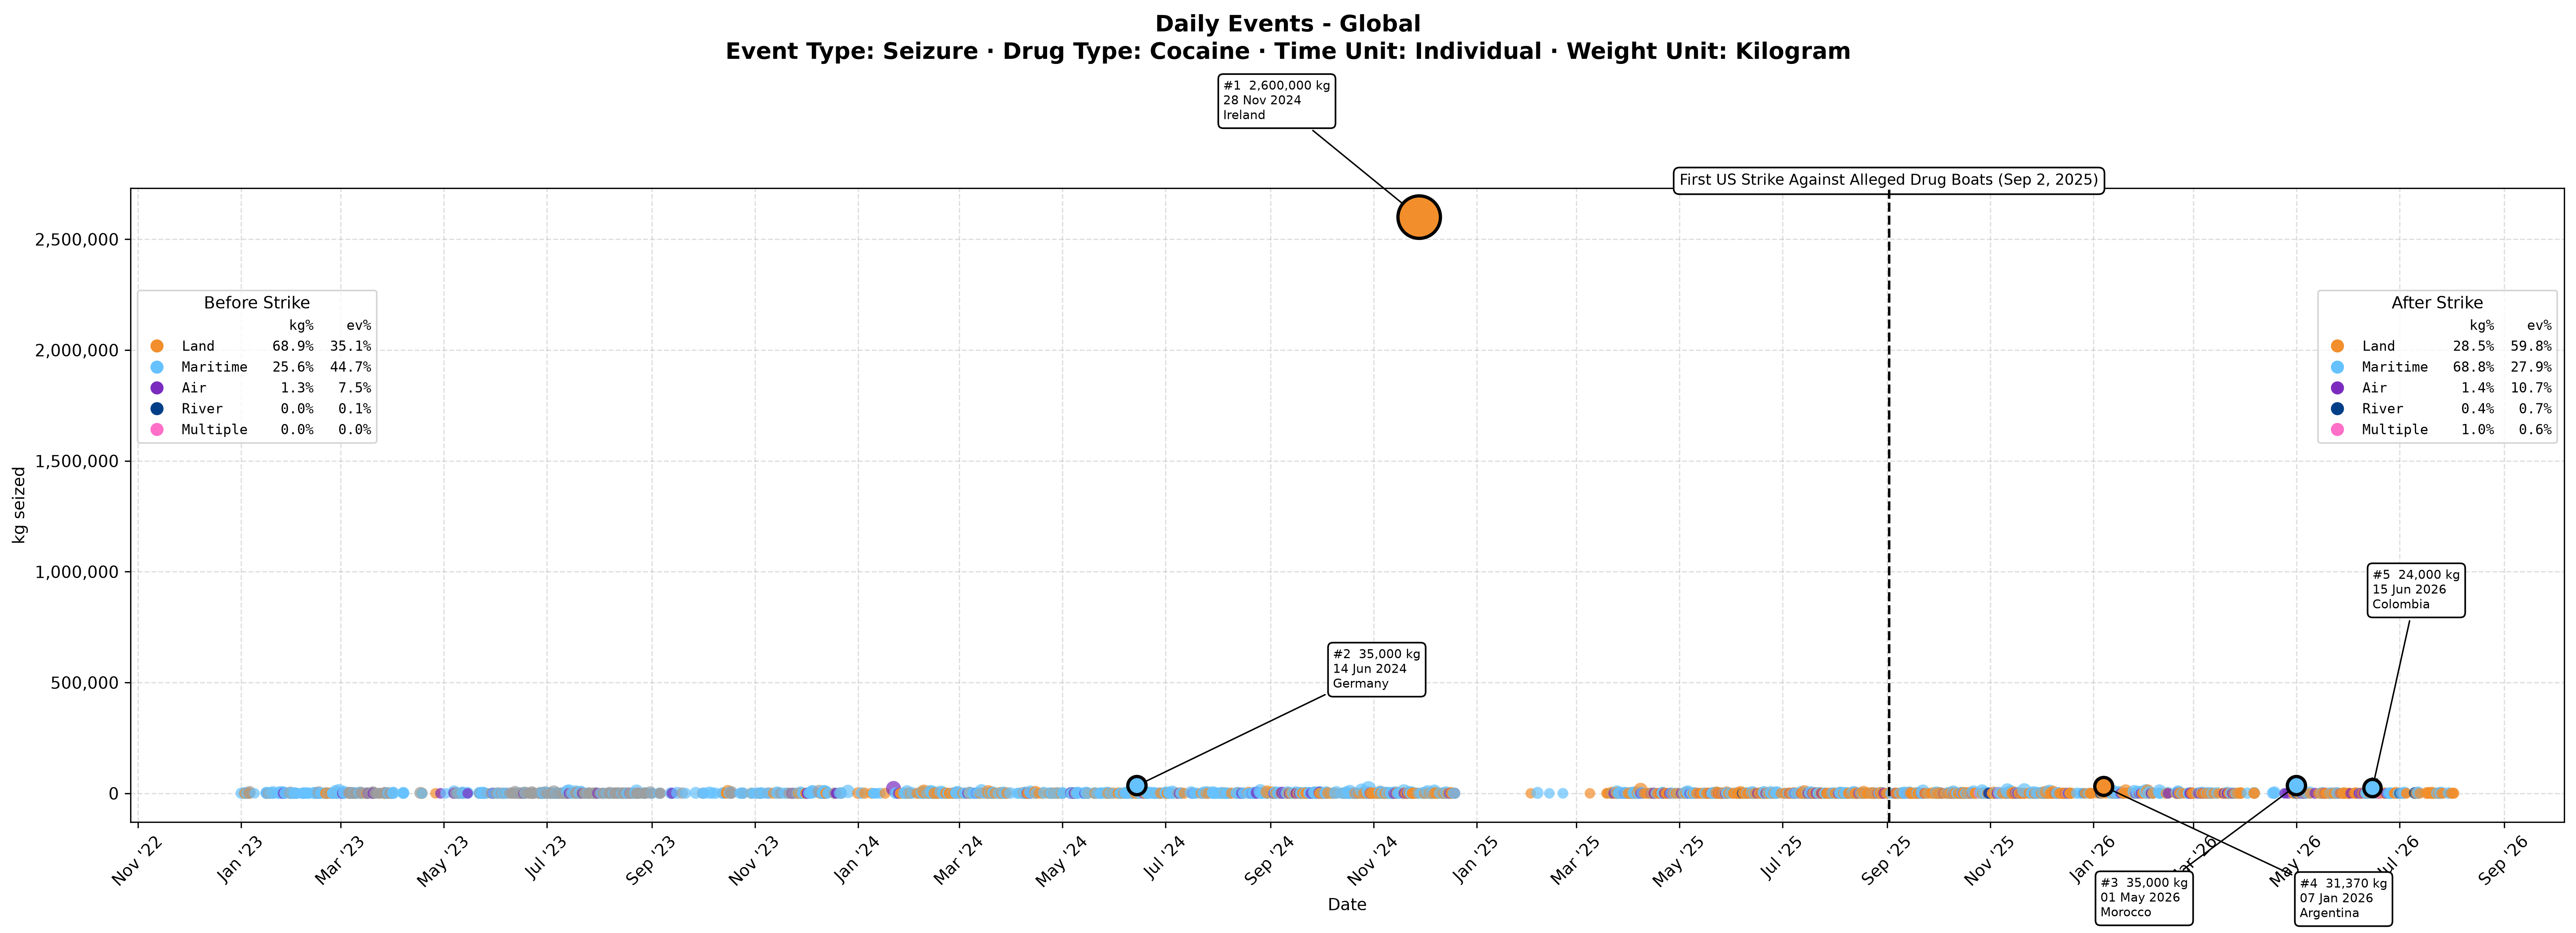 Daily Events - Global
Event Type: Seizure · Drug Type: Cocaine · Time Unit: Individual · Weight Unit: Kilogram
#1 2,600,000 kg
28 Nov 2024
Ireland
First US Strike Against Alleged Drug Boats (Sep 2, 2025)
2,500,000
2,000,000
1,500,000
1,000,000
500,000
0
kg seized
Before Strike
kg% ev%
Land 68.9% 35.1%
Maritime 25.6% 44.7%
Air 1.3% 7.5%
River 0.0% 0.1%
Multiple 0.0% 0.0%
After Strike
kg% ev%
Land 28.5% 59.8%
Maritime 68.8% 27.9%
Air 1.4% 10.7%
River 0.4% 0.7%
Multiple 1.0% 0.6%
#5 24,000 kg
15 Jun 2026
Colombia
#2 35,000 kg
14 Jun 2024
Germany
Nov '22
Jan '23
Mar '23
May '23
Jul '23
Sep '23
Nov '23
Jan '24
Mar '24
May '24
Jul '24
Sep '24
Nov '24
Jan '25
Mar '25
May '25
Jul '25
Sep '25
Nov '25
Jan '26
Mar '26
May '26
Jul '26
Sep '26
#3 35,000 kg
01 May 2026
Morocco
#4 31,370 kg
07 Jan 2026
Argentina
Date